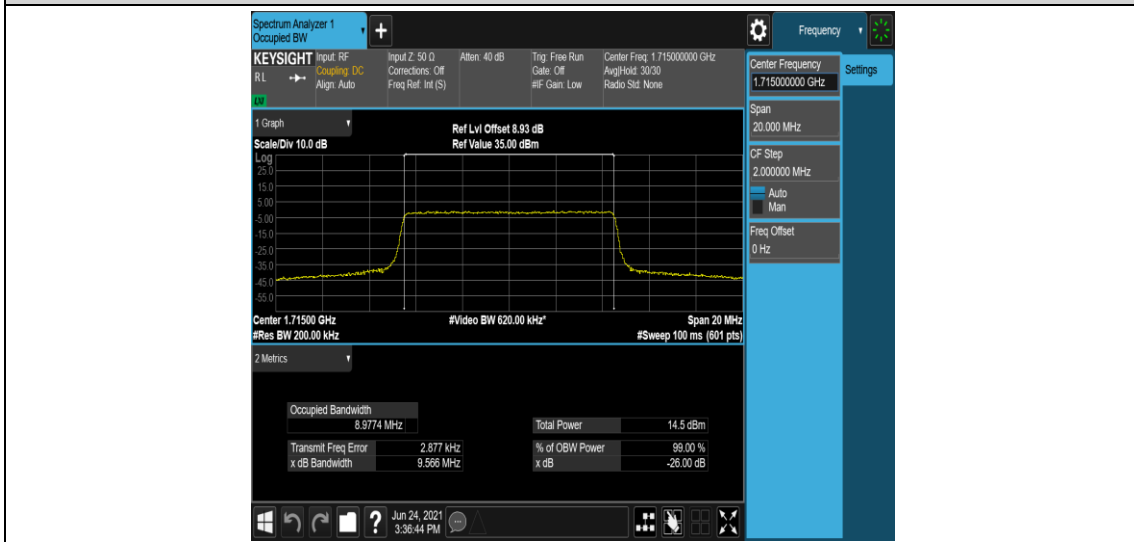 Spectrum Analyzer 1
Occupied BW
+
Frequency
KEYSIGHT
RL
LXI
Input: RF
Coupling: DC
Align: Auto
Input Z: 50 Ω
Corrections: Off
Freq Ref: Int (S)
Atten: 40 dB
Trig: Free Run
Gate: Off
#IF Gain: Low
Center Freq: 1.715000000 GHz
Avg|Hold: 30/30
Radio Std: None
Center Frequency
1.715000000 GHz
Settings
Span
20.000 MHz
CF Step
2.000000 MHz
Auto
Man
Freq Offset
0 Hz
1 Graph
Scale/Div 10.0 dB
Ref Lvl Offset 8.93 dB
Ref Value 35.00 dBm
Log
25.0
15.0
5.00
-5.00
-15.0
-25.0
-35.0
-45.0
-55.0
Center 1.71500 GHz
#Video BW 620.00 kHz*
Span 20 MHz
#Res BW 200.00 kHz
#Sweep 100 ms (601 pts)
2 Metrics
Occupied Bandwidth
8.9774 MHz
Total Power 14.5 dBm
Transmit Freq Error 2.877 kHz
% of OBW Power 99.00 %
x dB Bandwidth 9.566 MHz
x dB -26.00 dB
?
Jun 24, 2021
3:36:44 PM